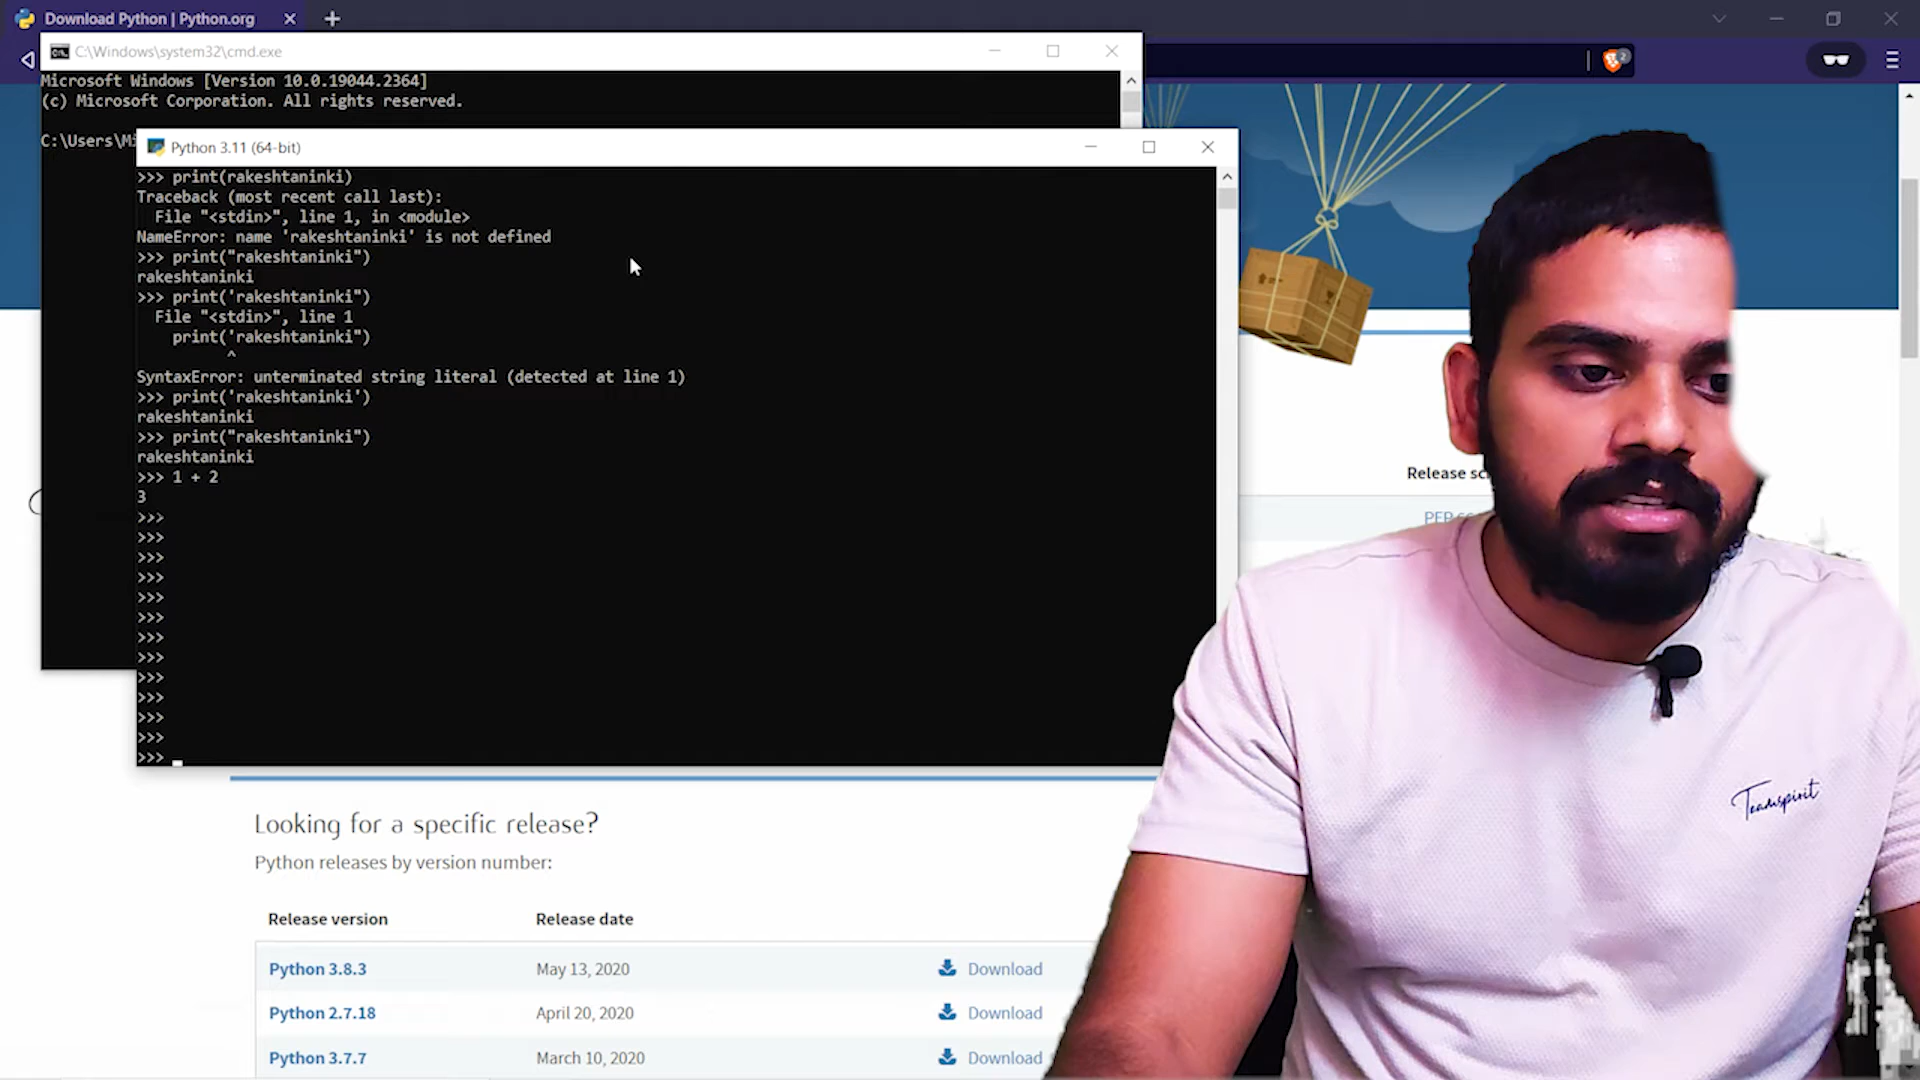 Download Python | Python.org
C:\Windows\system32\cmd.exe
Microsoft Windows [Version 10.0.19044.2364]
(c) Microsoft Corporation. All rights reserved.
C:\Users\Mi
Python 3.11 (64-bit)
>>> print(rakeshtaninki)
Traceback (most recent call last):
  File "<stdin>", line 1, in <module>
NameError: name 'rakeshtaninki' is not defined
>>> print("rakeshtaninki")
rakeshtaninki
>>> print('rakeshtaninki")
  File "<stdin>", line 1
    print('rakeshtaninki")
          ^
SyntaxError: unterminated string literal (detected at line 1)
>>> print('rakeshtaninki')
rakeshtaninki
>>> print("rakeshtaninki")
rakeshtaninki
>>> 1 + 2
3
>>>
>>>
>>>
>>>
>>>
>>>
>>>
>>>
>>>
>>>
>>>
>>>
>>>
Release
PEP
Teamspirit
Looking for a specific release?
Python releases by version number:
Release version Release date
Python 3.8.3 May 13, 2020 Download
Python 2.7.18 April 20, 2020 Download
Python 3.7.7 March 10, 2020 Download